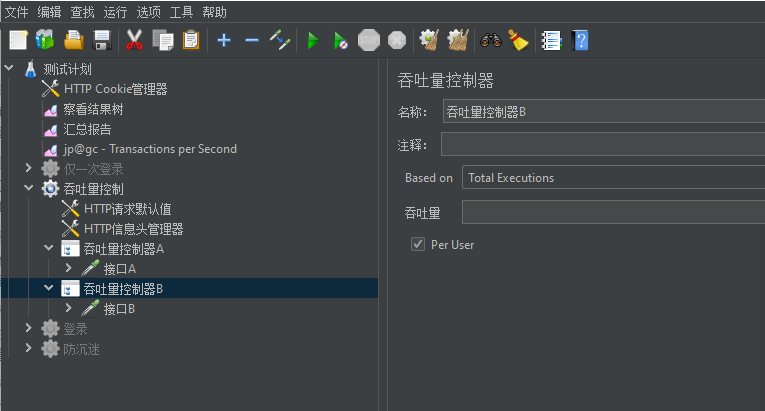 文件 编辑 查找 运行 选项 工具 帮助
测试计划
HTTP Cookie管理器
察看结果树
汇总报告
jp@gc - Transactions per Second
仅一次登录
吞吐量控制
HTTP请求默认值
HTTP信息头管理器
吞吐量控制器A
接口A
吞吐量控制器B
接口B
登录
防沉迷
吞吐量控制器
名称: 吞吐量控制器B
注释:
Based on Total Executions
吞吐量
Per User